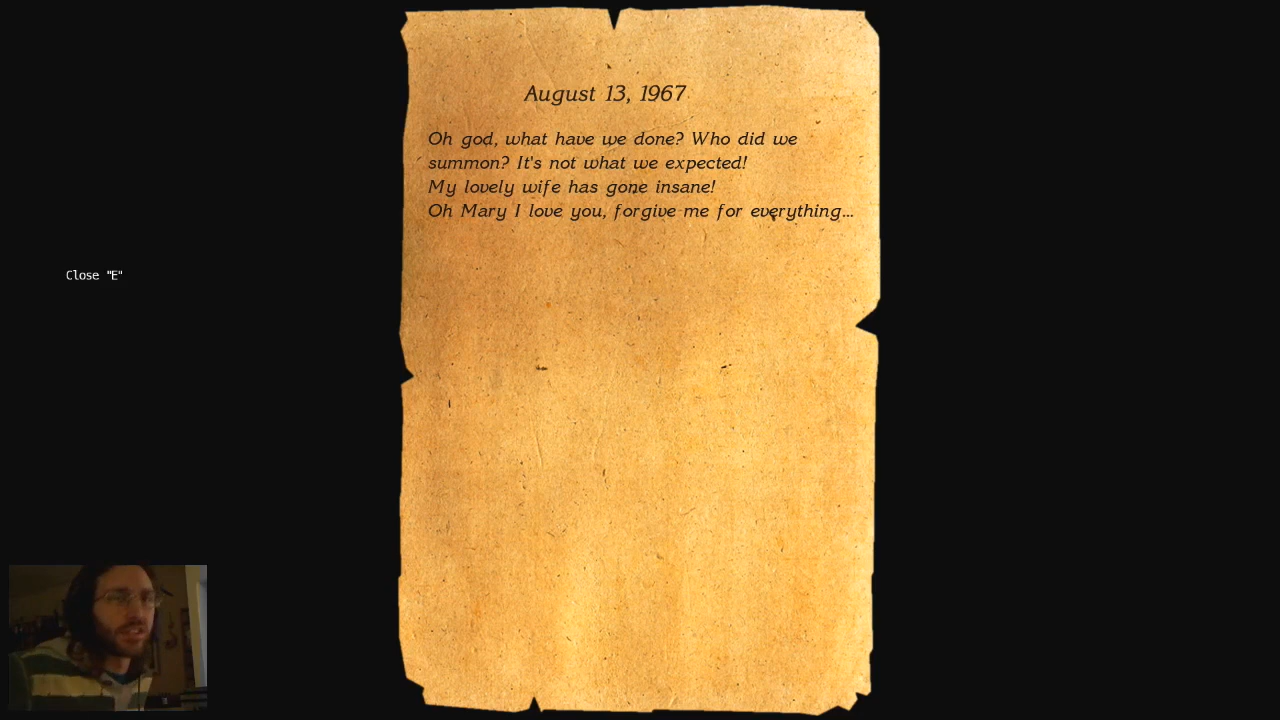 August 13, 1967
Oh god, what have we done? Who did we
summon? It's not what we expected!
My lovely wife has gone insane!
Oh Mary I love you, forgive me for everything...
Close "E"